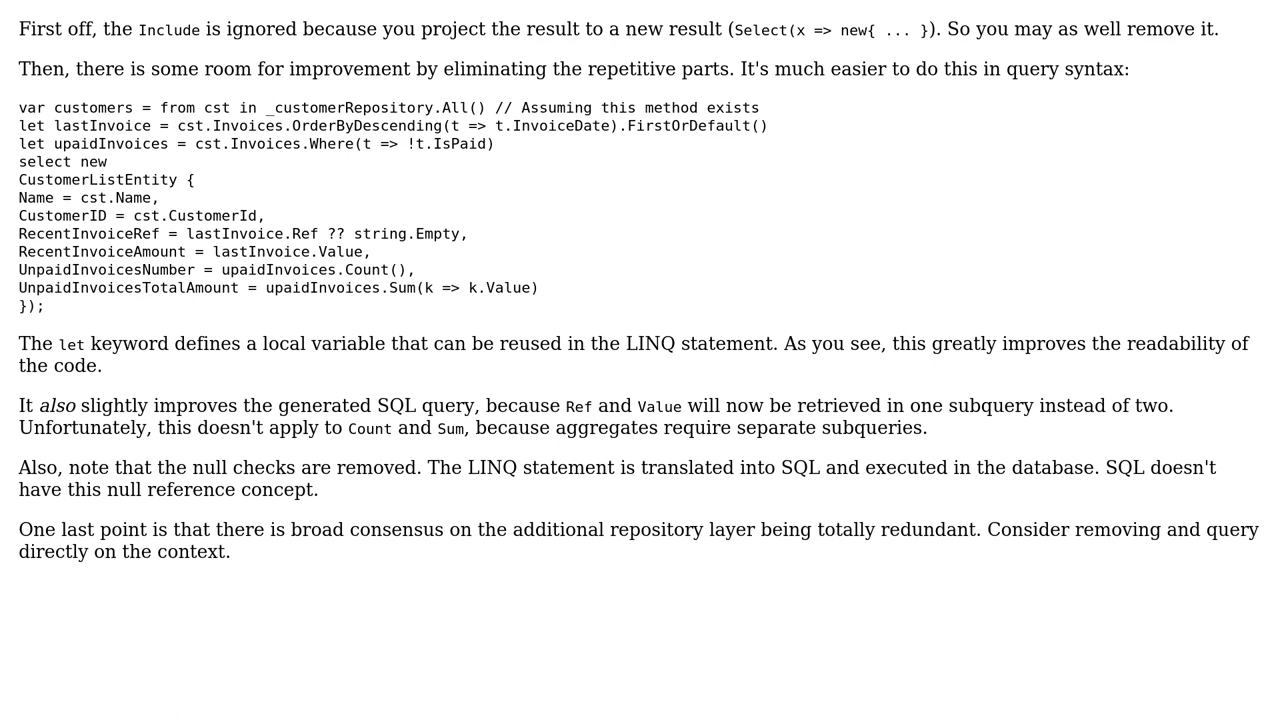 First off, the Include is ignored because you project the result to a new result (Select(x => new{ ... }). So you may as well remove it.
Then, there is some room for improvement by eliminating the repetitive parts. It's much easier to do this in query syntax:
var customers = from cst in _customerRepository.All() // Assuming this method exists
let lastInvoice = cst.Invoices.OrderByDescending(t => t.InvoiceDate).FirstOrDefault()
let upaidInvoices = cst.Invoices.Where(t => !t.IsPaid)
select new
CustomerListEntity {
Name = cst.Name,
CustomerID = cst.CustomerId,
RecentInvoiceRef = lastInvoice.Ref ?? string.Empty,
RecentInvoiceAmount = lastInvoice.Value,
UnpaidInvoicesNumber = upaidInvoices.Count(),
UnpaidInvoicesTotalAmount = upaidInvoices.Sum(k => k.Value)
});
The let keyword defines a local variable that can be reused in the LINQ statement. As you see, this greatly improves the readability of
the code.
It also slightly improves the generated SQL query, because Ref and Value will now be retrieved in one subquery instead of two.
Unfortunately, this doesn't apply to Count and Sum, because aggregates require separate subqueries.
Also, note that the null checks are removed. The LINQ statement is translated into SQL and executed in the database. SQL doesn't
have this null reference concept.
One last point is that there is broad consensus on the additional repository layer being totally redundant. Consider removing and query
directly on the context.